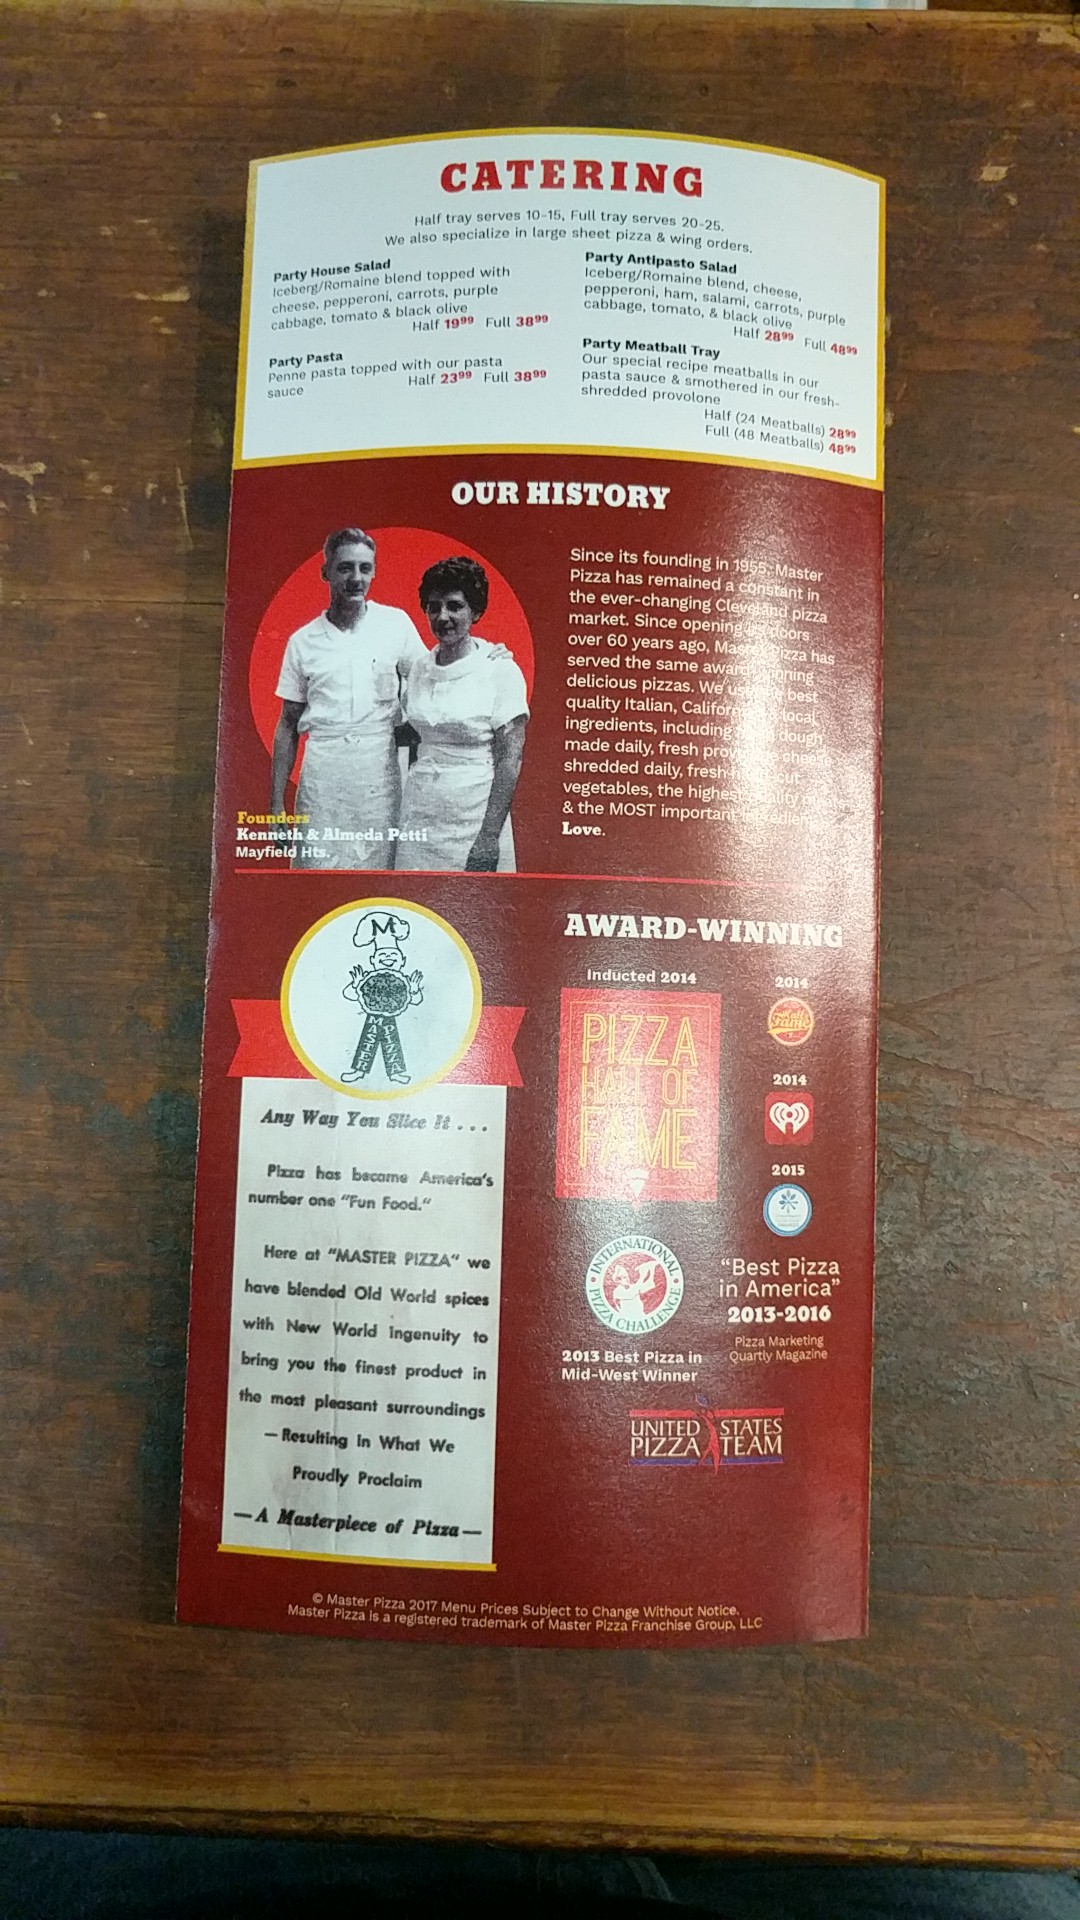 CATERING
Half tray serves 10-15, Full tray serves 20-25.
We also specialize in large sheet pizza & wing orders.
Party House Salad
Iceberg/Romaine blend topped with
cheese, pepperoni, carrots, purple
cabbage, tomato & black olive
Half 19⁹⁹ Full 38⁹⁹
Party Pasta
Penne pasta topped with our pasta
sauce
Half 23⁹⁹ Full 38⁹⁹
Party Antipasto Salad
Iceberg/Romaine blend, cheese,
pepperoni, ham, salami, carrots, purple
cabbage, tomato, & black olive
Half 28⁹⁹ Full 48⁹⁹
Party Meatball Tray
Our special recipe meatballs in our
pasta sauce & smothered in our fresh-
shredded provolone
Half (24 Meatballs) 28⁹⁹
Full (48 Meatballs) 48⁹⁹
OUR HISTORY
Since its founding in 1955, Master
Pizza has remained a constant in
the ever-changing Cleveland pizza
market. Since opening its doors
over 60 years ago, Master Pizza has
served the same award-winning
delicious pizzas. We use the best
quality Italian, California & local
ingredients, including dough
made daily, fresh provolone cheese
shredded daily, fresh cut
vegetables, the highest quality
& the MOST important ingredient
Love.
Founders
Kenneth & Almeda Petti
Mayfield Hts.
M
MASTER
PIZZA
Any Way You Slice It . . .
Pizza has become America's
number one "Fun Food."
Here at "MASTER PIZZA" we
have blended Old World spices
with New World ingenuity to
bring you the finest product in
the most pleasant surroundings
— Resulting in What We
Proudly Proclaim
—A Masterpiece of Pizza—
AWARD-WINNING
Inducted 2014
PIZZA
HALL OF
FAME
2014
Hall of
Fame
2014
2015
INTERNATIONAL
PIZZA CHALLENGE
2013 Best Pizza in
Mid-West Winner
"Best Pizza
in America"
2013-2016
Pizza Marketing
Quartly Magazine
UNITED STATES
PIZZA TEAM
© Master Pizza 2017 Menu Prices Subject to Change Without Notice.
Master Pizza is a registered trademark of Master Pizza Franchise Group, LLC